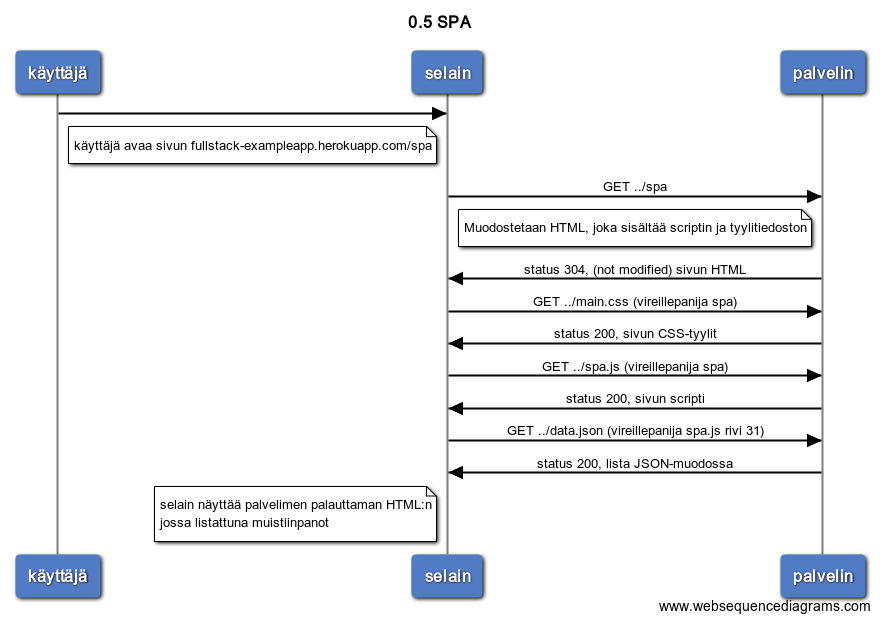 0.5 SPA
käyttäjä
selain
palvelin
käyttäjä avaa sivun fullstack-exampleapp.herokuapp.com/spa
GET ../spa
Muodostetaan HTML, joka sisältää scriptin ja tyylitiedoston
status 304, (not modified) sivun HTML
GET ../main.css (vireillepanija spa)
status 200, sivun CSS-tyylit
GET ../spa.js (vireillepanija spa)
status 200, sivun scripti
GET ../data.json (vireillepanija spa.js rivi 31)
status 200, lista JSON-muodossa
selain näyttää palvelimen palauttaman HTML:n
jossa listattuna muistiinpanot
käyttäjä
selain
palvelin
www.websequencediagrams.com